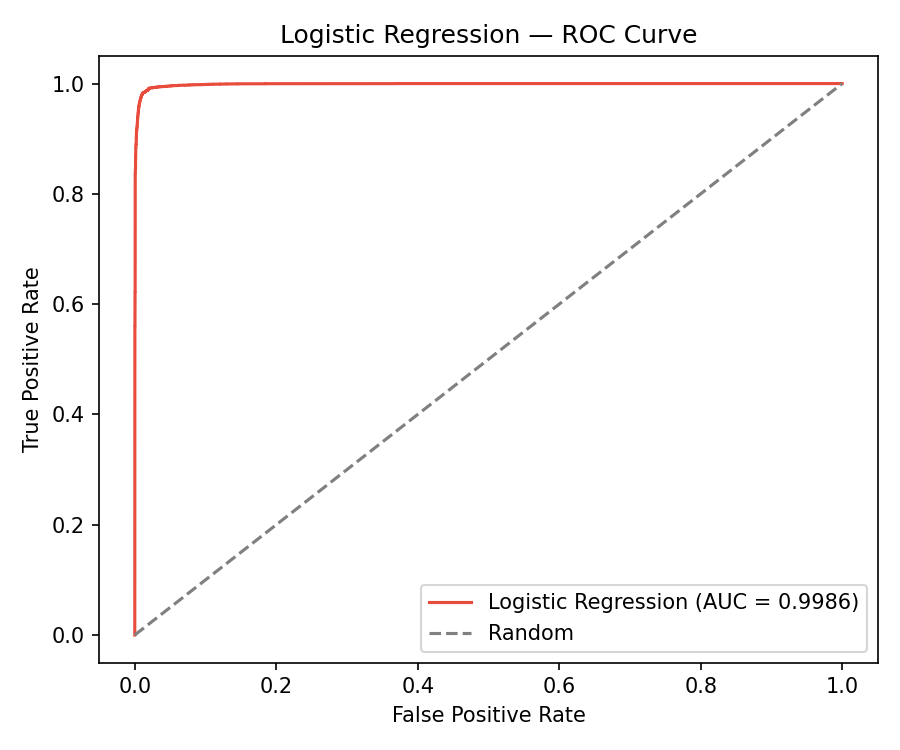 Logistic Regression — ROC Curve
True Positive Rate
1.0
0.8
0.6
0.4
0.2
0.0
Logistic Regression (AUC = 0.9986)
Random
0.0 0.2 0.4 0.6 0.8 1.0
False Positive Rate